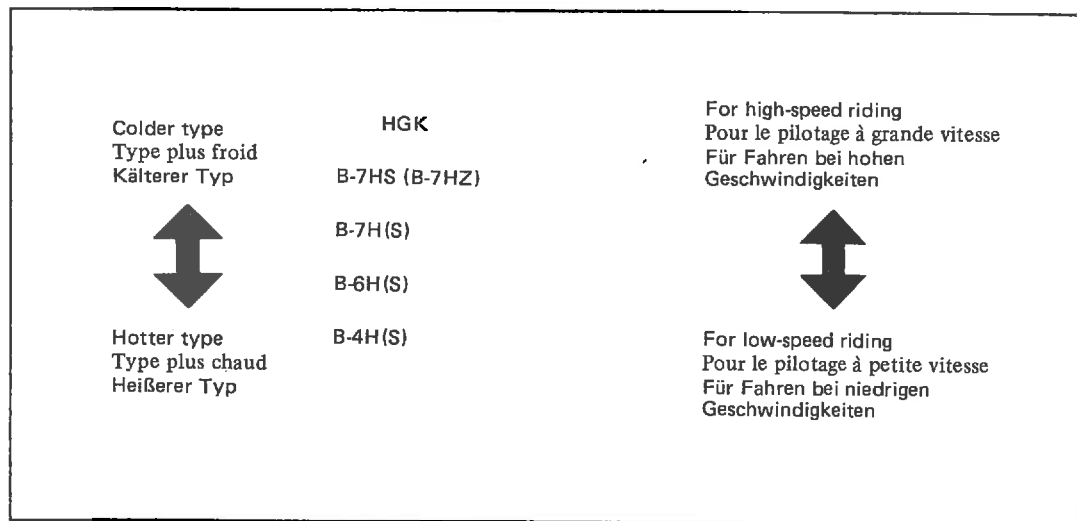 Colder type
Type plus froid
Kälterer Typ
Hotter type
Type plus chaud
Heißerer Typ
HGK
B-7HS (B-7HZ)
B-7H(S)
B-6H(S)
B-4H(S)
For high-speed riding
Pour le pilotage à grande vitesse
Für Fahren bei hohen
Geschwindigkeiten
For low-speed riding
Pour le pilotage à petite vitesse
Für Fahren bei niedrigen
Geschwindigkeiten